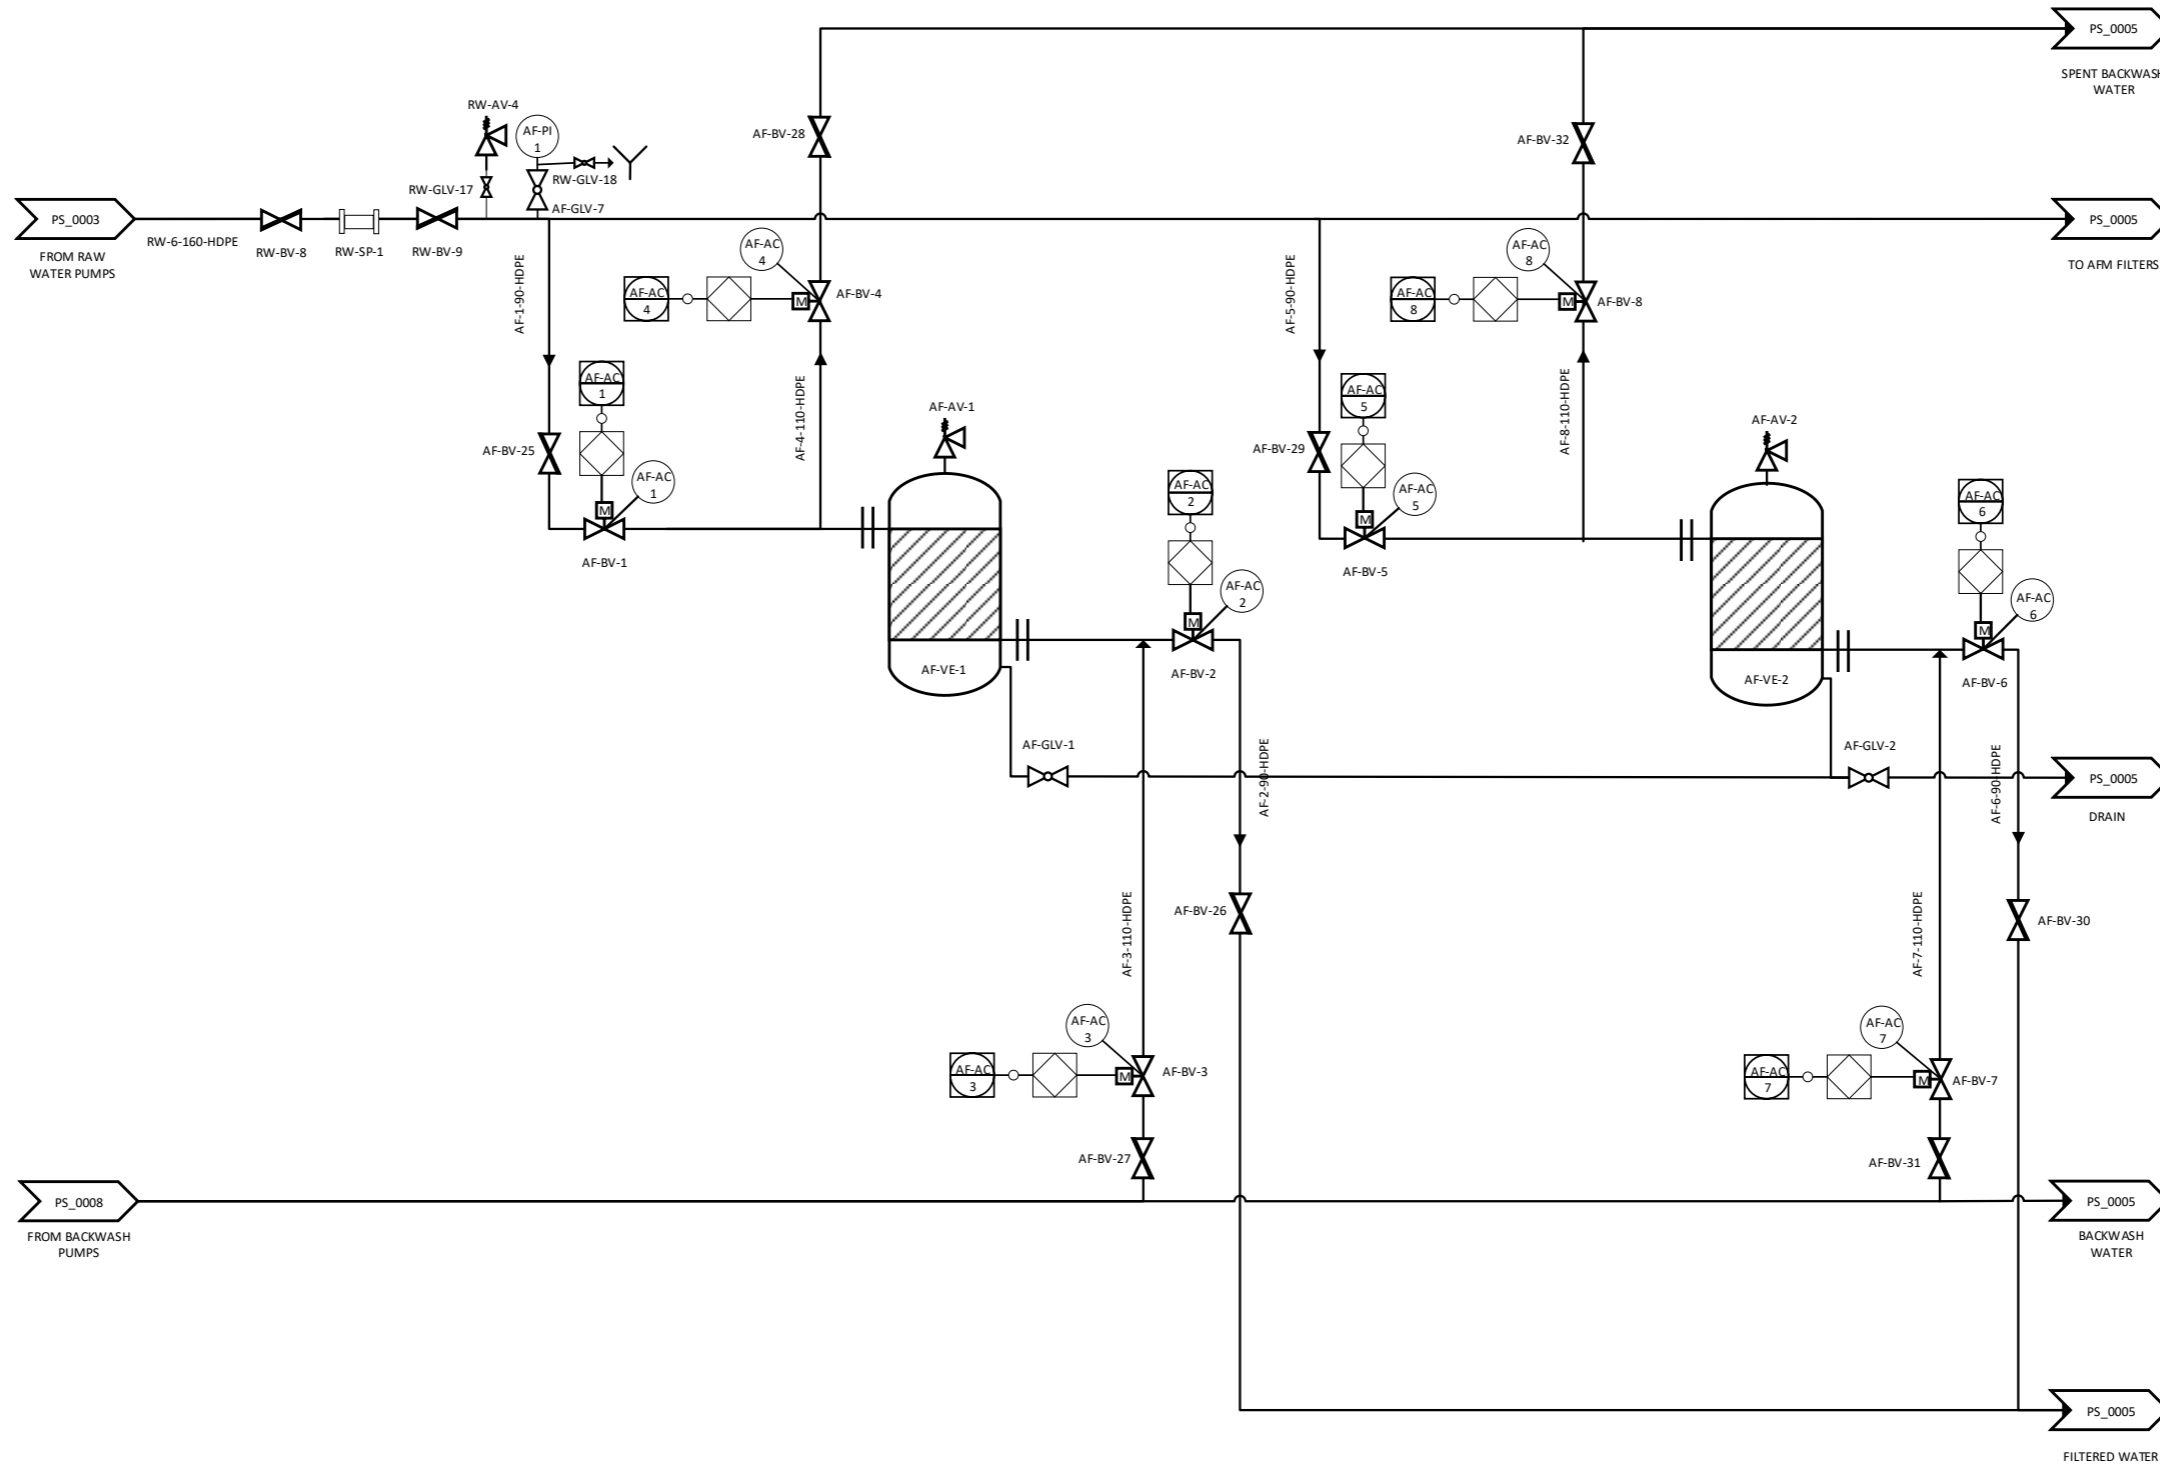 PS_0005
SPENT BACKWASH
WATER
RW-AV-4
AF-PI
1
AF-BV-28
AF-BV-32
RW-GLV-18
RW-GLV-17
AF-GLV-7
PS_0003
FROM RAW
WATER PUMPS
RW-6-160-HDPE
RW-BV-8
RW-SP-1
RW-BV-9
PS_0005
TO AFM FILTERS
AF-1-90-HDPE
AF-AC
4
AF-AC
4
M
AF-BV-4
AF-5-90-HDPE
AF-AC
8
AF-AC
8
M
AF-BV-8
AF-AC
1
AF-4-110-HDPE
AF-AV-1
AF-AC
5
AF-8-110-HDPE
AF-AV-2
AF-BV-25
AF-AC
1
M
AF-BV-1
AF-AC
2
AF-BV-29
AF-AC
5
M
AF-BV-5
AF-AC
6
AF-AC
2
M
AF-BV-2
AF-VE-1
AF-AC
6
M
AF-BV-6
AF-VE-2
AF-GLV-1
AF-2-90-HDPE
AF-GLV-2
AF-6-90-HDPE
PS_0005
DRAIN
AF-3-110-HDPE
AF-BV-26
AF-7-110-HDPE
AF-BV-30
AF-AC
3
AF-AC
3
M
AF-BV-3
AF-AC
7
AF-AC
7
M
AF-BV-7
AF-BV-27
AF-BV-31
PS_0008
FROM BACKWASH
PUMPS
PS_0005
BACKWASH
WATER
PS_0005
FILTERED WATER